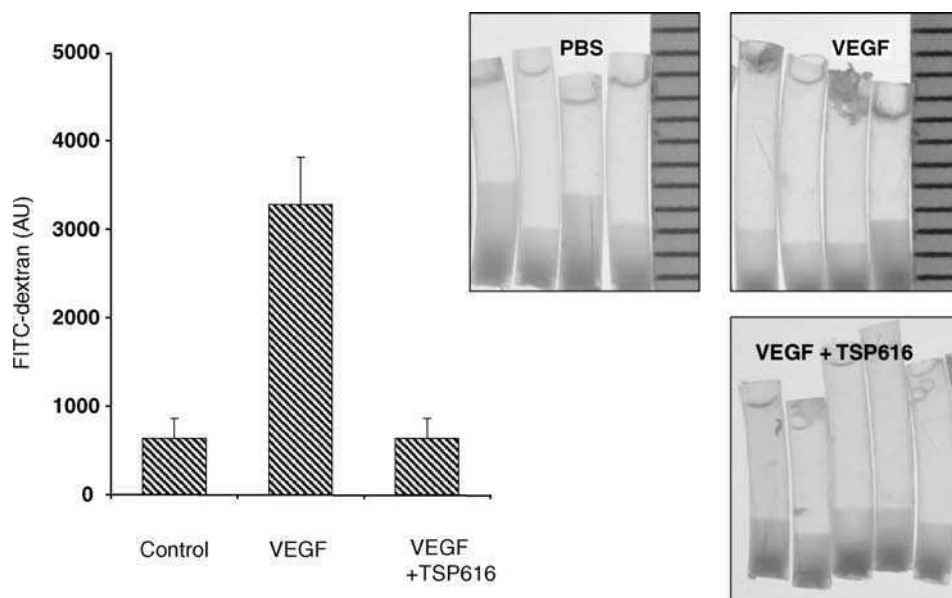 5000
4000
3000
2000
1000
0
FITC-dextran (AU)
Control
VEGF
VEGF
+TSP616
PBS
VEGF
VEGF + TSP616